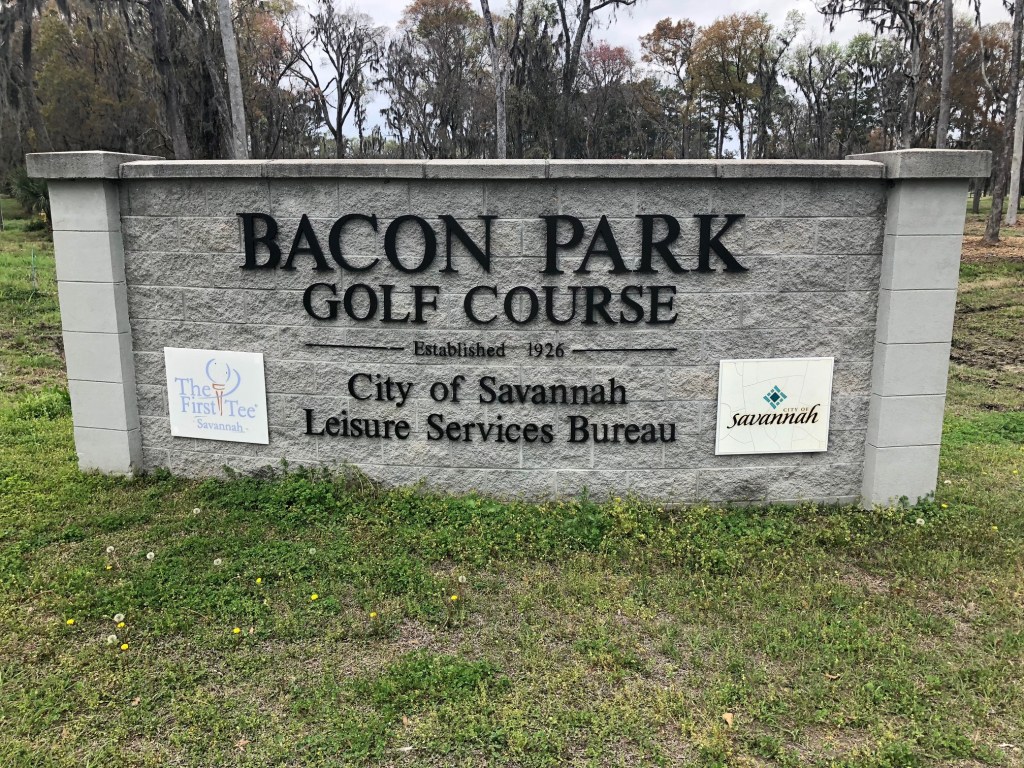 BACON PARK
GOLF COURSE
Established 1926
City of Savannah
Leisure Services Bureau
The
First Tee
Savannah
CITY OF
savannah